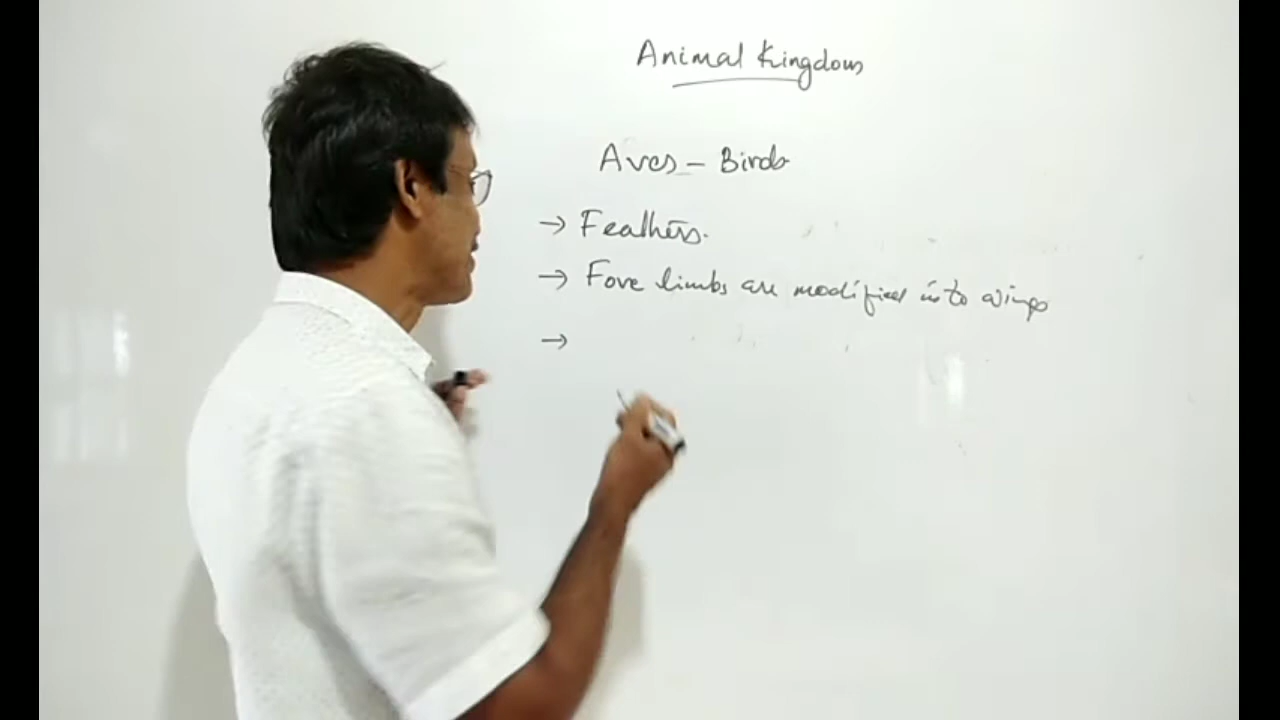 Animal Kingdom
Aves - Birds
→ Feathers.
→ Fore limbs are modified into wings
→